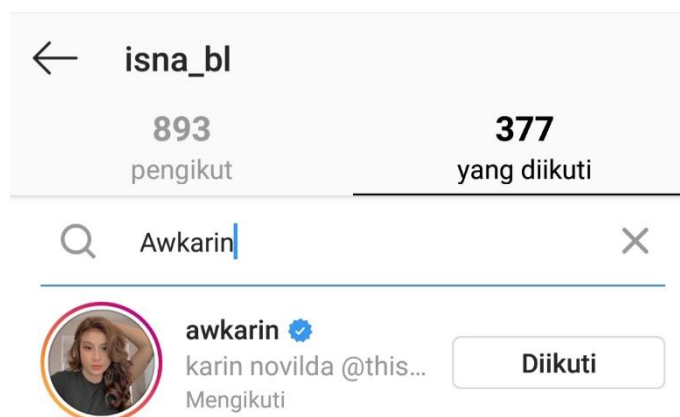 isna_bl
893 377
pengikut yang diikuti
Awkarin
awkarin
karin novilda @this... Diikuti
Mengikuti